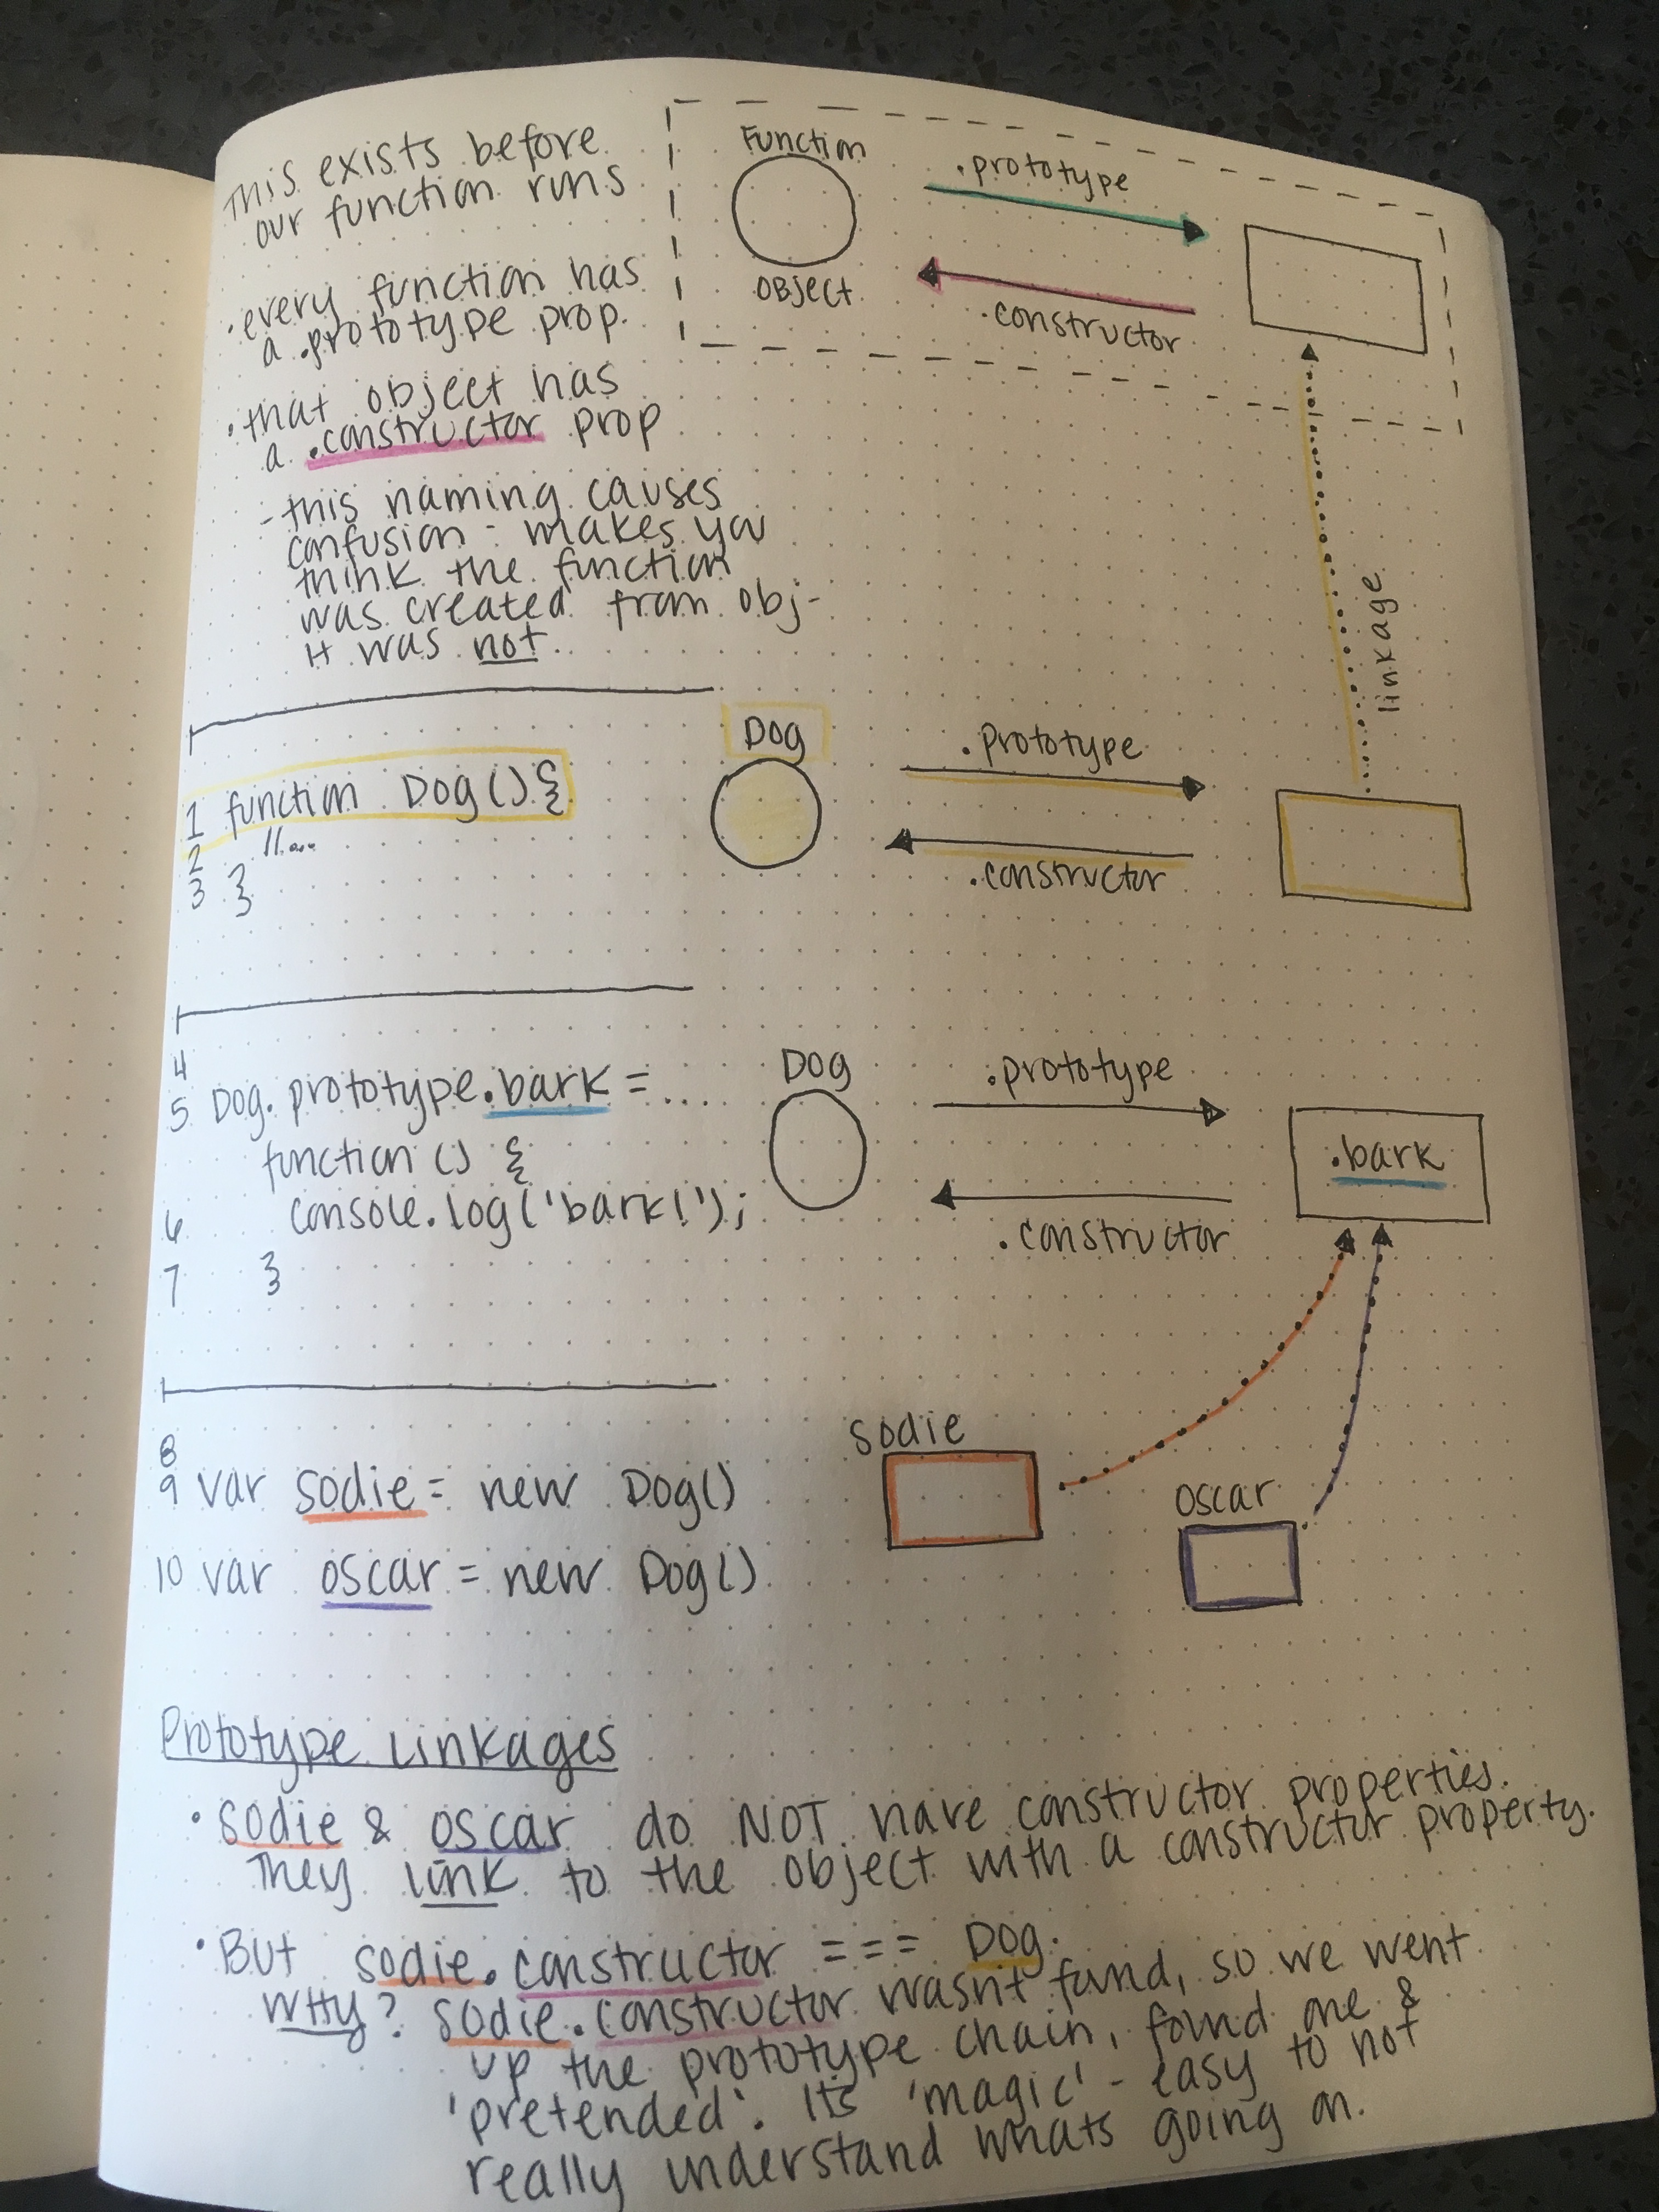 This exists before
our function runs
• every function has
a .prototype prop.
• that object has
a .constructor prop
- this naming causes
confusion - makes you
think the function
was created from obj-
it was not.
Function
OBJECT
.prototype
.constructor
linkage
1 function Dog() {
2 //...
3 }
Dog
.prototype
.constructor
4
5 Dog.prototype.bark = ...
function () {
6 console.log('bark!');
7 }
Dog
.prototype
.constructor
.bark
8
9 var sodie = new Dog()
10 var oscar = new Dog()
sodie
oscar
Prototype Linkages
• sodie & oscar do NOT have constructor properties.
They link to the object with a constructor property.
• But sodie.constructor === Dog.
WHY? sodie.constructor wasnt found, so we went
up the prototype chain, found one &
'pretended'. Its 'magic' - easy to not
really understand whats going on.